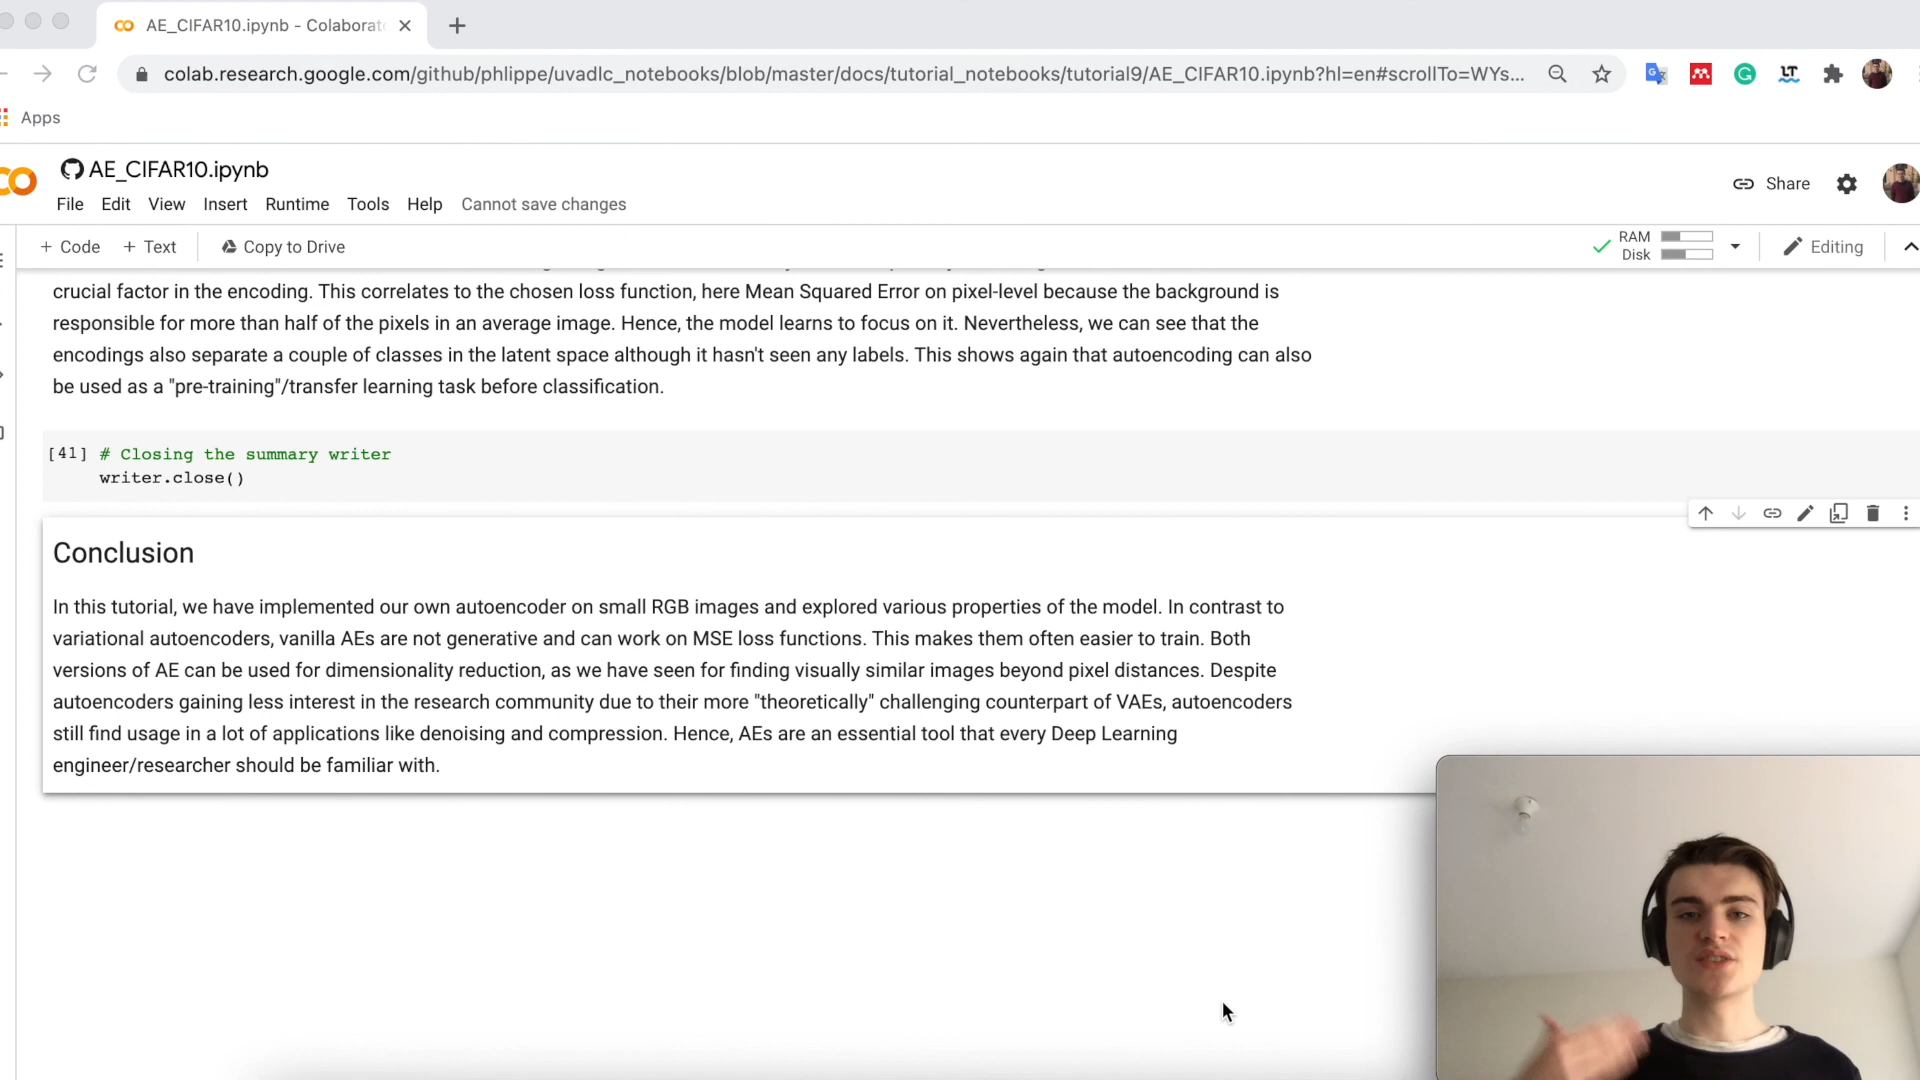 AE_CIFAR10.ipynb - Colaborat
colab.research.google.com/github/phlippe/uvadlc_notebooks/blob/master/docs/tutorial_notebooks/tutorial9/AE_CIFAR10.ipynb?hl=en#scrollTo=WYs...
Apps
AE_CIFAR10.ipynb
Share
File Edit View Insert Runtime Tools Help Cannot save changes
+ Code + Text Copy to Drive
RAM
Disk
Editing
crucial factor in the encoding. This correlates to the chosen loss function, here Mean Squared Error on pixel-level because the background is
responsible for more than half of the pixels in an average image. Hence, the model learns to focus on it. Nevertheless, we can see that the
encodings also separate a couple of classes in the latent space although it hasn't seen any labels. This shows again that autoencoding can also
be used as a "pre-training"/transfer learning task before classification.
[41] # Closing the summary writer
writer.close()
Conclusion
In this tutorial, we have implemented our own autoencoder on small RGB images and explored various properties of the model. In contrast to
variational autoencoders, vanilla AEs are not generative and can work on MSE loss functions. This makes them often easier to train. Both
versions of AE can be used for dimensionality reduction, as we have seen for finding visually similar images beyond pixel distances. Despite
autoencoders gaining less interest in the research community due to their more "theoretically" challenging counterpart of VAEs, autoencoders
still find usage in a lot of applications like denoising and compression. Hence, AEs are an essential tool that every Deep Learning
engineer/researcher should be familiar with.